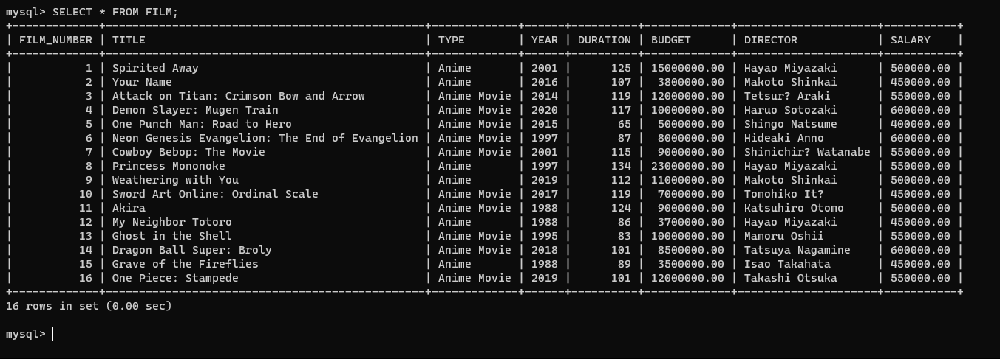 mysql> SELECT * FROM FILM;
+-------------+------------------------------------------------+-------------+------+----------+-------------+---------------------+-----------+
| FILM_NUMBER | TITLE                                          | TYPE        | YEAR | DURATION | BUDGET      | DIRECTOR            | SALARY    |
+-------------+------------------------------------------------+-------------+------+----------+-------------+---------------------+-----------+
|           1 | Spirited Away                                  | Anime       | 2001 |      125 | 15000000.00 | Hayao Miyazaki      | 500000.00 |
|           2 | Your Name                                      | Anime       | 2016 |      107 |  3800000.00 | Makoto Shinkai      | 450000.00 |
|           3 | Attack on Titan: Crimson Bow and Arrow         | Anime Movie | 2014 |      119 | 12000000.00 | Tetsur? Araki       | 550000.00 |
|           4 | Demon Slayer: Mugen Train                      | Anime Movie | 2020 |      117 | 10000000.00 | Haruo Sotozaki      | 600000.00 |
|           5 | One Punch Man: Road to Hero                    | Anime Movie | 2015 |       65 |  5000000.00 | Shingo Natsume      | 400000.00 |
|           6 | Neon Genesis Evangelion: The End of Evangelion | Anime Movie | 1997 |       87 |  8000000.00 | Hideaki Anno        | 600000.00 |
|           7 | Cowboy Bebop: The Movie                        | Anime Movie | 2001 |      115 |  9000000.00 | Shinichir? Watanabe | 550000.00 |
|           8 | Princess Mononoke                              | Anime       | 1997 |      134 | 23000000.00 | Hayao Miyazaki      | 550000.00 |
|           9 | Weathering with You                            | Anime       | 2019 |      112 | 11000000.00 | Makoto Shinkai      | 500000.00 |
|          10 | Sword Art Online: Ordinal Scale                | Anime Movie | 2017 |      119 |  7000000.00 | Tomohiko It?        | 450000.00 |
|          11 | Akira                                          | Anime Movie | 1988 |      124 |  9000000.00 | Katsuhiro Otomo     | 500000.00 |
|          12 | My Neighbor Totoro                             | Anime       | 1988 |       86 |  3700000.00 | Hayao Miyazaki      | 450000.00 |
|          13 | Ghost in the Shell                             | Anime Movie | 1995 |       83 | 10000000.00 | Mamoru Oshii        | 550000.00 |
|          14 | Dragon Ball Super: Broly                       | Anime Movie | 2018 |      101 |  8500000.00 | Tatsuya Nagamine    | 600000.00 |
|          15 | Grave of the Fireflies                         | Anime       | 1988 |       89 |  3500000.00 | Isao Takahata       | 450000.00 |
|          16 | One Piece: Stampede                            | Anime Movie | 2019 |      101 | 12000000.00 | Takashi Otsuka      | 550000.00 |
+-------------+------------------------------------------------+-------------+------+----------+-------------+---------------------+-----------+
16 rows in set (0.00 sec)
mysql>